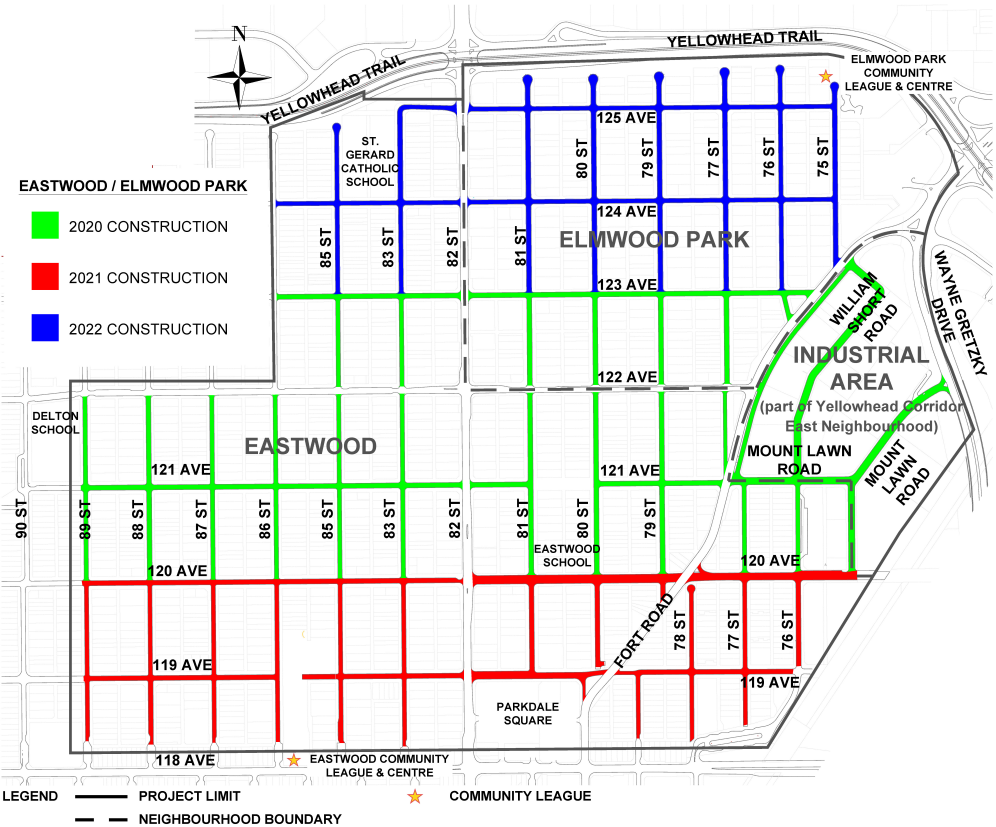 N
YELLOWHEAD TRAIL
YELLOWHEAD TRAIL
ELMWOOD PARK
COMMUNITY
LEAGUE & CENTRE
EASTWOOD / ELMWOOD PARK
2020 CONSTRUCTION
2021 CONSTRUCTION
2022 CONSTRUCTION
ST.
GERARD
CATHOLIC
SCHOOL
125 AVE
80 ST
79 ST
77 ST
76 ST
75 ST
124 AVE
85 ST
83 ST
82 ST
81 ST
ELMWOOD PARK
123 AVE
WILLIAM
SHORT
ROAD
WAYNE GRETZKY
DRIVE
INDUSTRIAL
AREA
(part of Yellowhead Corridor
East Neighbourhood)
122 AVE
DELTON
SCHOOL
EASTWOOD
MOUNT LAWN
ROAD
MOUNT
LAWN
ROAD
121 AVE
121 AVE
90 ST
89 ST
88 ST
87 ST
86 ST
85 ST
83 ST
82 ST
81 ST
80 ST
79 ST
EASTWOOD
SCHOOL
120 AVE
120 AVE
FORT ROAD
78 ST
77 ST
76 ST
119 AVE
119 AVE
PARKDALE
SQUARE
118 AVE
EASTWOOD COMMUNITY
LEAGUE & CENTRE
LEGEND
PROJECT LIMIT
COMMUNITY LEAGUE
NEIGHBOURHOOD BOUNDARY